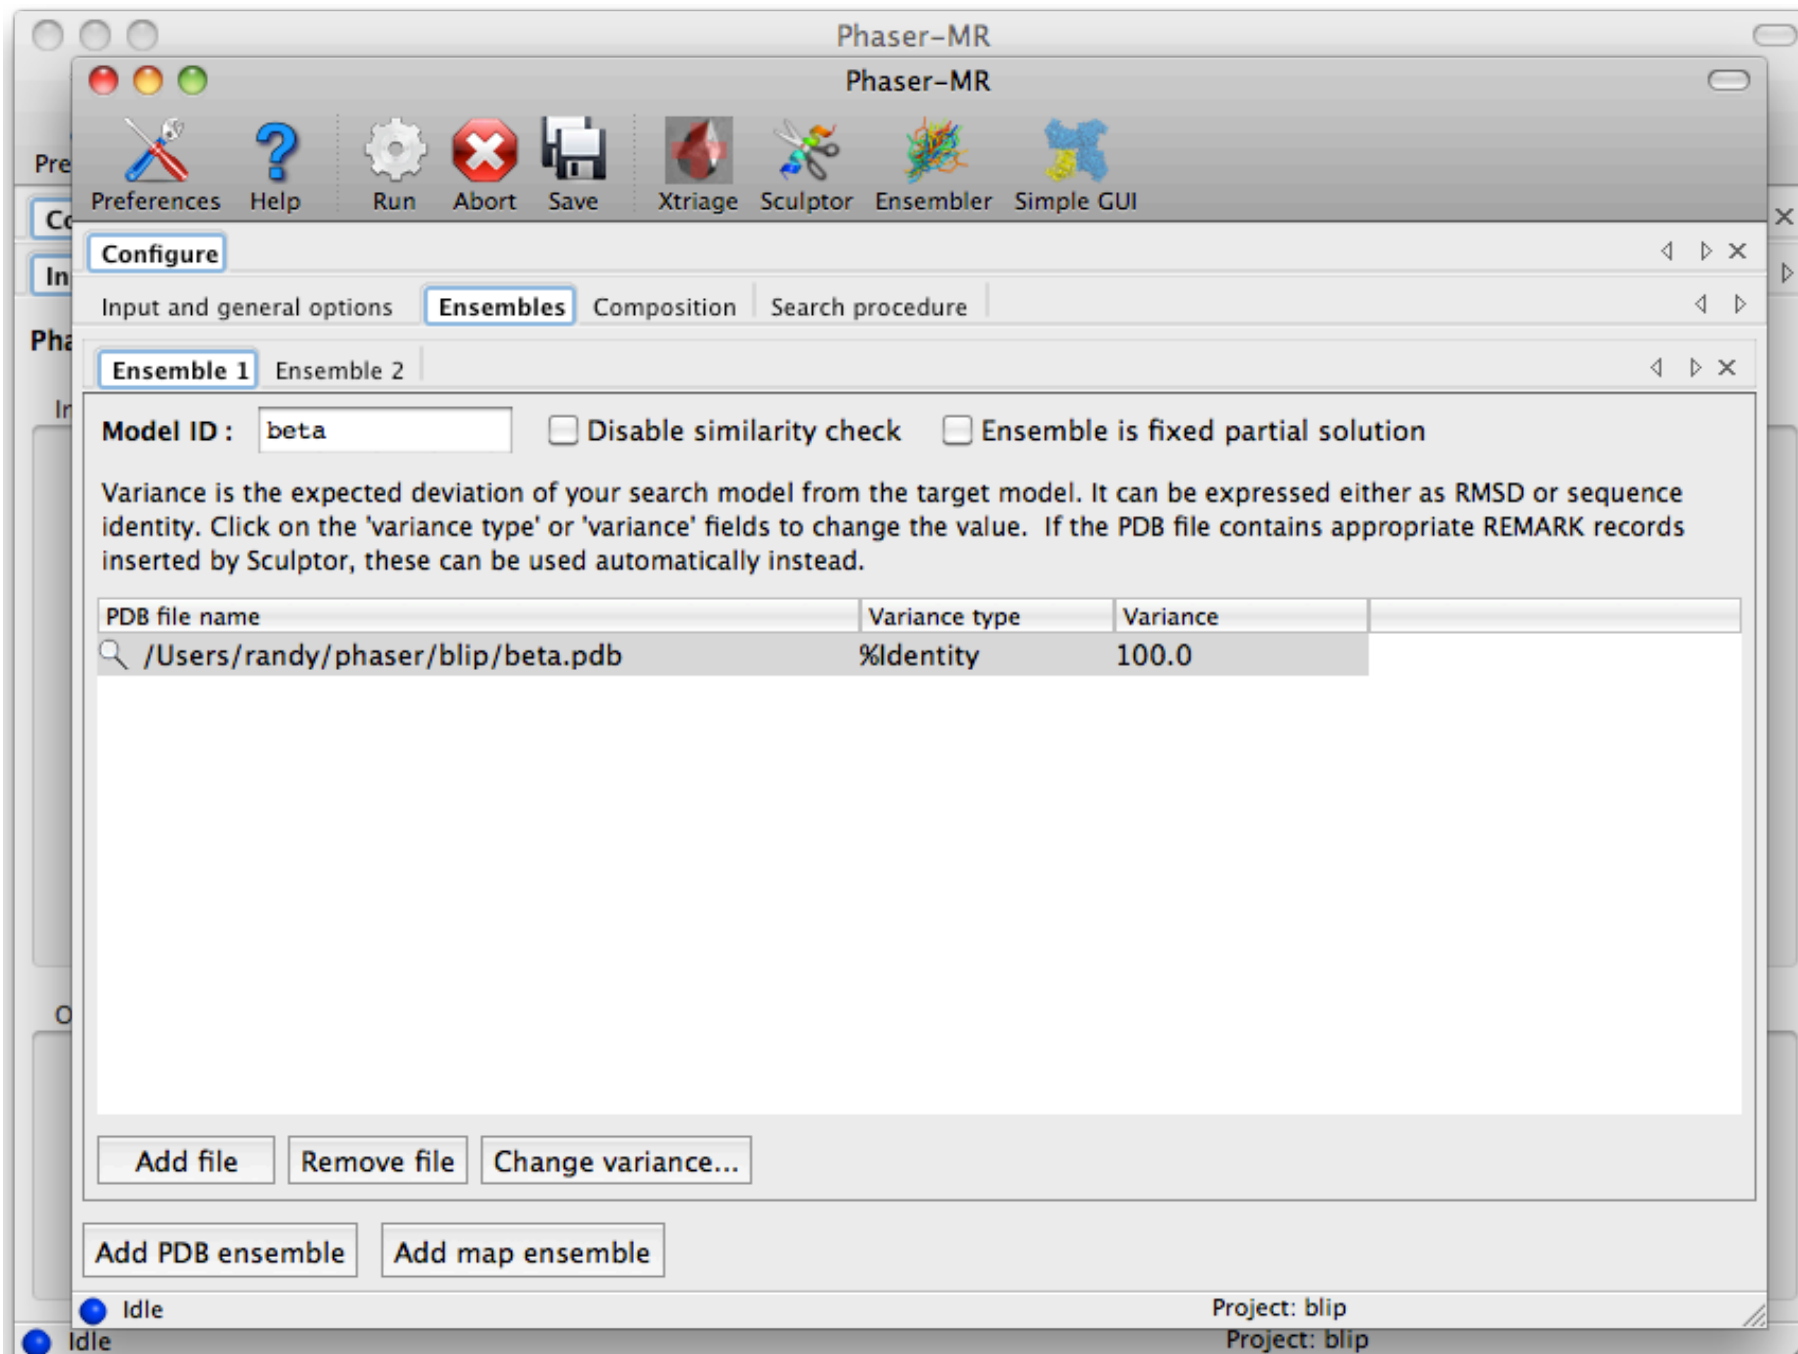 Phaser-MR
Phaser-MR
Pre
Preferences Help Run Abort Save Xtriage Sculptor Ensembler Simple GUI
Co
Configure
In
Input and general options Ensembles Composition Search procedure
Pha
Ensemble 1 Ensemble 2
In
Model ID : beta Disable similarity check Ensemble is fixed partial solution
Variance is the expected deviation of your search model from the target model. It can be expressed either as RMSD or sequence
identity. Click on the 'variance type' or 'variance' fields to change the value. If the PDB file contains appropriate REMARK records
inserted by Sculptor, these can be used automatically instead.
PDB file name Variance type Variance
/Users/randy/phaser/blip/beta.pdb %Identity 100.0
O
Add file Remove file Change variance...
Add PDB ensemble Add map ensemble
Idle Project: blip
Idle Project: blip